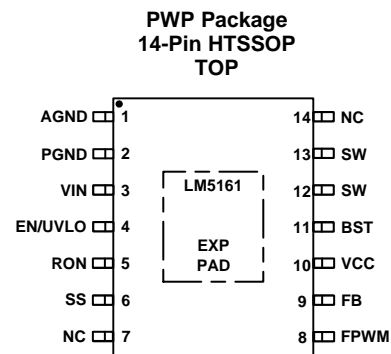 PWP Package
14-Pin HTSSOP
TOP
AGND 1 14 NC
PGND 2 13 SW
VIN 3 LM5161 12 SW
EN/UVLO 4 11 BST
RON 5 EXP PAD 10 VCC
SS 6 9 FB
NC 7 8 FPWM